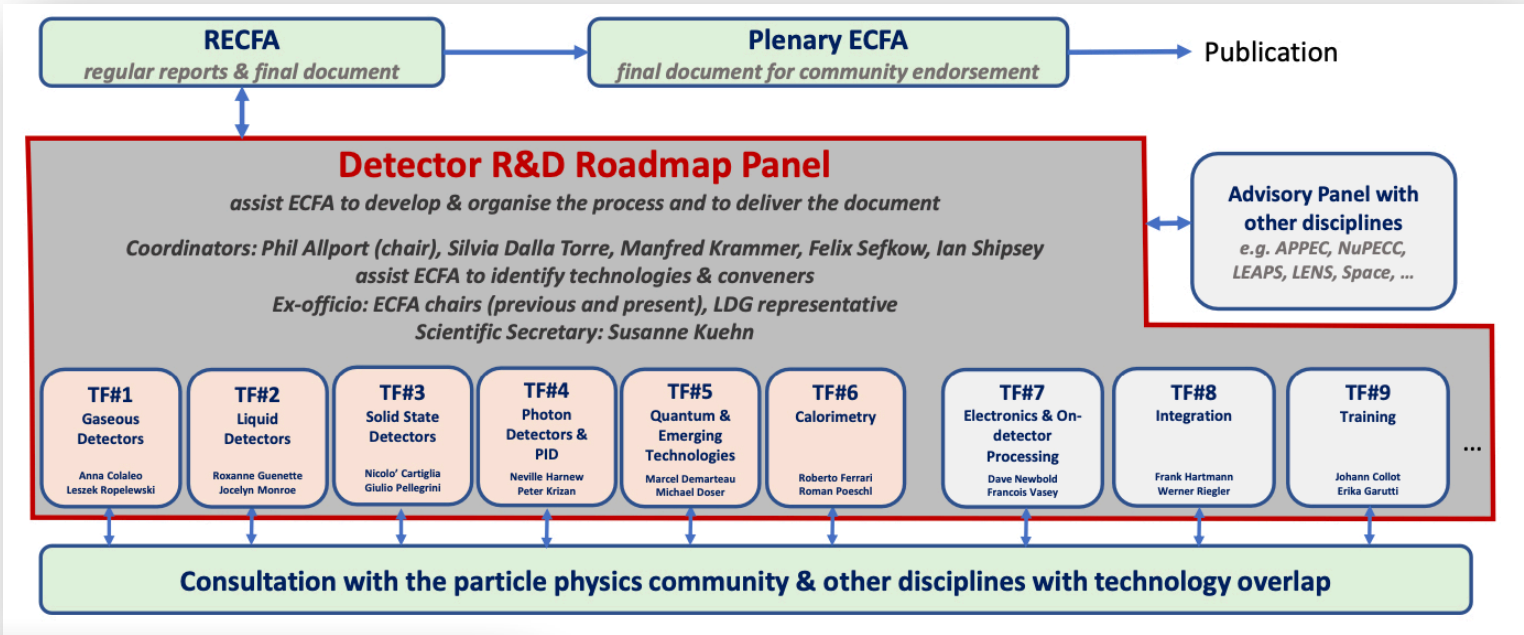 RECFA
regular reports & final document
Plenary ECFA
final document for community endorsement
Publication
Detector R&D Roadmap Panel
assist ECFA to develop & organise the process and to deliver the document
Coordinators: Phil Allport (chair), Silvia Dalla Torre, Manfred Krammer, Felix Sefkow, Ian Shipsey
assist ECFA to identify technologies & conveners
Ex-officio: ECFA chairs (previous and present), LDG representative
Scientific Secretary: Susanne Kuehn
Advisory Panel with
other disciplines
e.g. APPEC, NuPECC,
LEAPS, LENS, Space, ...
TF#1
Gaseous
Detectors
Anna Colaleo
Leszek Ropelewski
TF#2
Liquid
Detectors
Roxanne Guenette
Jocelyn Monroe
TF#3
Solid State
Detectors
Nicolo' Cartiglia
Giulio Pellegrini
TF#4
Photon
Detectors &
PID
Neville Harnew
Peter Krizan
TF#5
Quantum &
Emerging
Technologies
Marcel Demarteau
Michael Doser
TF#6
Calorimetry
Roberto Ferrari
Roman Poeschl
TF#7
Electronics & On-
detector
Processing
Dave Newbold
Francois Vasey
TF#8
Integration
Frank Hartmann
Werner Riegler
TF#9
Training
Johann Collot
Erika Garutti
...
Consultation with the particle physics community & other disciplines with technology overlap